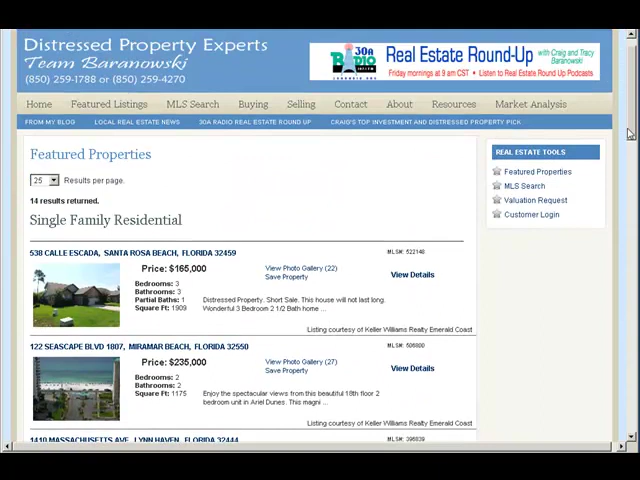 Distressed Property Experts
Team Baranowski
(850) 259-1788 or (850) 259-4270
30A
RADIO
Real Estate Round-Up with Craig and Tracy Baranowski
Friday mornings at 9 am CST • Listen to Real Estate Round Up Podcasts
Home Featured Listings MLS Search Buying Selling Contact About Resources Market Analysis
FROM MY BLOG LOCAL REAL ESTATE NEWS 30A RADIO REAL ESTATE ROUND UP CRAIG'S TOP INVESTMENT AND DISTRESSED PROPERTY PICK
Featured Properties
25 Results per page.
14 results returned.
Single Family Residential
538 CALLE ESCADA, SANTA ROSA BEACH, FLORIDA 32459 MLS#: 522148
Price: $165,000
View Photo Gallery (22)
Save Property
View Details
Bedrooms: 3
Bathrooms: 3
Partial Baths: 1
Square Ft: 1909
Distressed Property. Short Sale. This house will not last long.
Wonderful 3 Bedroom 2 1/2 Bath home ...
Listing courtesy of Keller Williams Realty Emerald Coast
122 SEASCAPE BLVD 1807, MIRAMAR BEACH, FLORIDA 32550 MLS#: 506800
Price: $235,000
View Photo Gallery (27)
Save Property
View Details
Bedrooms: 2
Bathrooms: 2
Square Ft: 1175
Enjoy the spectacular views from this beautiful 18th floor 2
bedroom unit in Ariel Dunes. This magni ...
Listing courtesy of Keller Williams Realty Emerald Coast
1410 MASSACHUSETTS AVE, LYNN HAVEN, FLORIDA 32444 MLS#: 396839
REAL ESTATE TOOLS
Featured Properties
MLS Search
Valuation Request
Customer Login